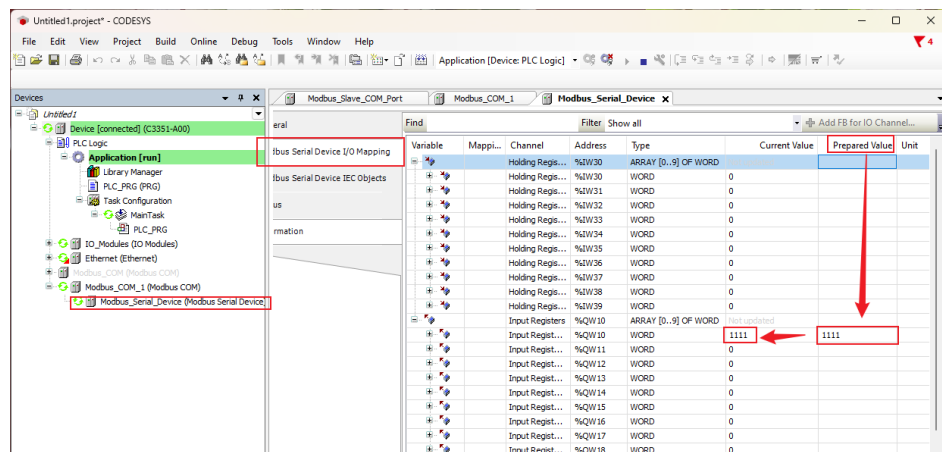 Untitled1.project* - CODESYS
File Edit View Project Build Online Debug Tools Window Help
4
Application [Device: PLC Logic]
Devices
Untitled1
Device [connected] (C3351-A00)
PLC Logic
Application [run]
Library Manager
PLC_PRG (PRG)
Task Configuration
MainTask
PLC_PRG
IO_Modules (IO Modules)
Ethernet (Ethernet)
Modbus_COM (Modbus COM)
Modbus_COM_1 (Modbus COM)
Modbus_Serial_Device (Modbus Serial Device)
Modbus_Slave_COM_Port Modbus_COM_1 Modbus_Serial_Device
eral
dbus Serial Device I/O Mapping
dbus Serial Device IEC Objects
us
rmation
Find Filter Show all Add FB for IO Channel...
Variable Mappi... Channel Address Type Current Value Prepared Value Unit
Holding Regis... %IW30 ARRAY [0..9] OF WORD
Holding Regis... %IW30 WORD 0
Holding Regis... %IW31 WORD 0
Holding Regis... %IW32 WORD 0
Holding Regis... %IW33 WORD 0
Holding Regis... %IW34 WORD 0
Holding Regis... %IW35 WORD 0
Holding Regis... %IW36 WORD 0
Holding Regis... %IW37 WORD 0
Holding Regis... %IW38 WORD 0
Holding Regis... %IW39 WORD 0
Input Registers %QW10 ARRAY [0..9] OF WORD Not updated
Input Regist... %QW10 WORD 1111 1111
Input Regist... %QW11 WORD 0
Input Regist... %QW12 WORD 0
Input Regist... %QW13 WORD 0
Input Regist... %QW14 WORD 0
Input Regist... %QW15 WORD 0
Input Regist... %QW16 WORD 0
Input Regist... %QW17 WORD 0
Input Regist... %QW18 WORD 0